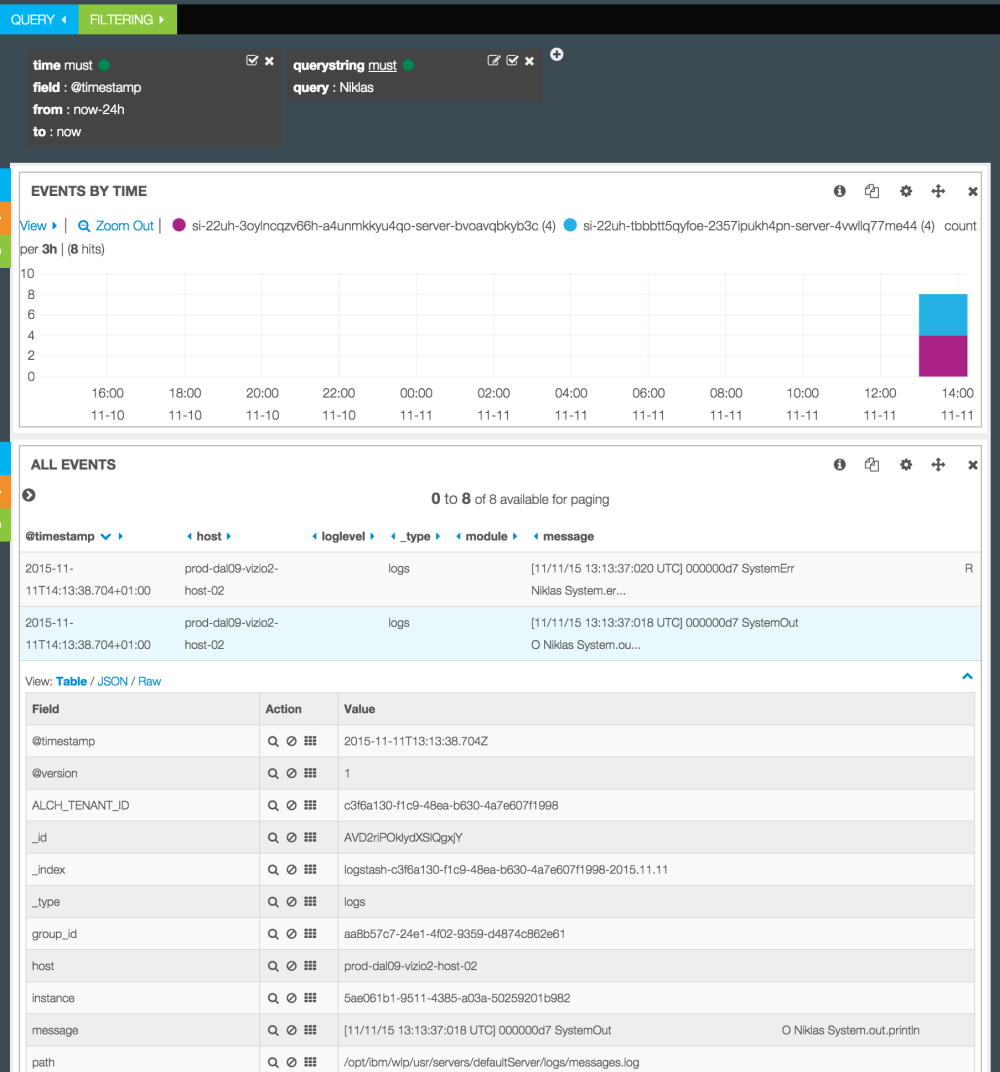 QUERY FILTERING
time must
field : @timestamp
from : now-24h
to : now
querystring must
query : Niklas
EVENTS BY TIME
View | Zoom Out | si-22uh-3oylncqzv66h-a4unmkkyu4qo-server-bvoavqbkyb3c (4) si-22uh-tbbbtt5qyfoe-2357ipukh4pn-server-4vwllq77me44 (4) count
per 3h | (8 hits)
10
8
6
4
2
0
16:00 18:00 20:00 22:00 00:00 02:00 04:00 06:00 08:00 10:00 12:00 14:00
11-10 11-10 11-10 11-10 11-11 11-11 11-11 11-11 11-11 11-11 11-11 11-11
ALL EVENTS
0 to 8 of 8 available for paging
@timestamp host loglevel _type module message
2015-11- prod-dal09-vizio2- logs [11/11/15 13:13:37:020 UTC] 000000d7 SystemErr R
11T14:13:38.704+01:00 host-02 Niklas System.er...
2015-11- prod-dal09-vizio2- logs [11/11/15 13:13:37:018 UTC] 000000d7 SystemOut
11T14:13:38.704+01:00 host-02 O Niklas System.ou...
View: Table / JSON / Raw
Field Action Value
@timestamp 2015-11-11T13:13:38.704Z
@version 1
ALCH_TENANT_ID c3f6a130-f1c9-48ea-b630-4a7e607f1998
_id AVD2riPOklydXSlQgxjY
_index logstash-c3f6a130-f1c9-48ea-b630-4a7e607f1998-2015.11.11
_type logs
group_id aa8b57c7-24e1-4f02-9359-d4874c862e61
host prod-dal09-vizio2-host-02
instance 5ae061b1-9511-4385-a03a-50259201b982
message [11/11/15 13:13:37:018 UTC] 000000d7 SystemOut O Niklas System.out.println
path /opt/ibm/wlp/usr/servers/defaultServer/logs/messages.log